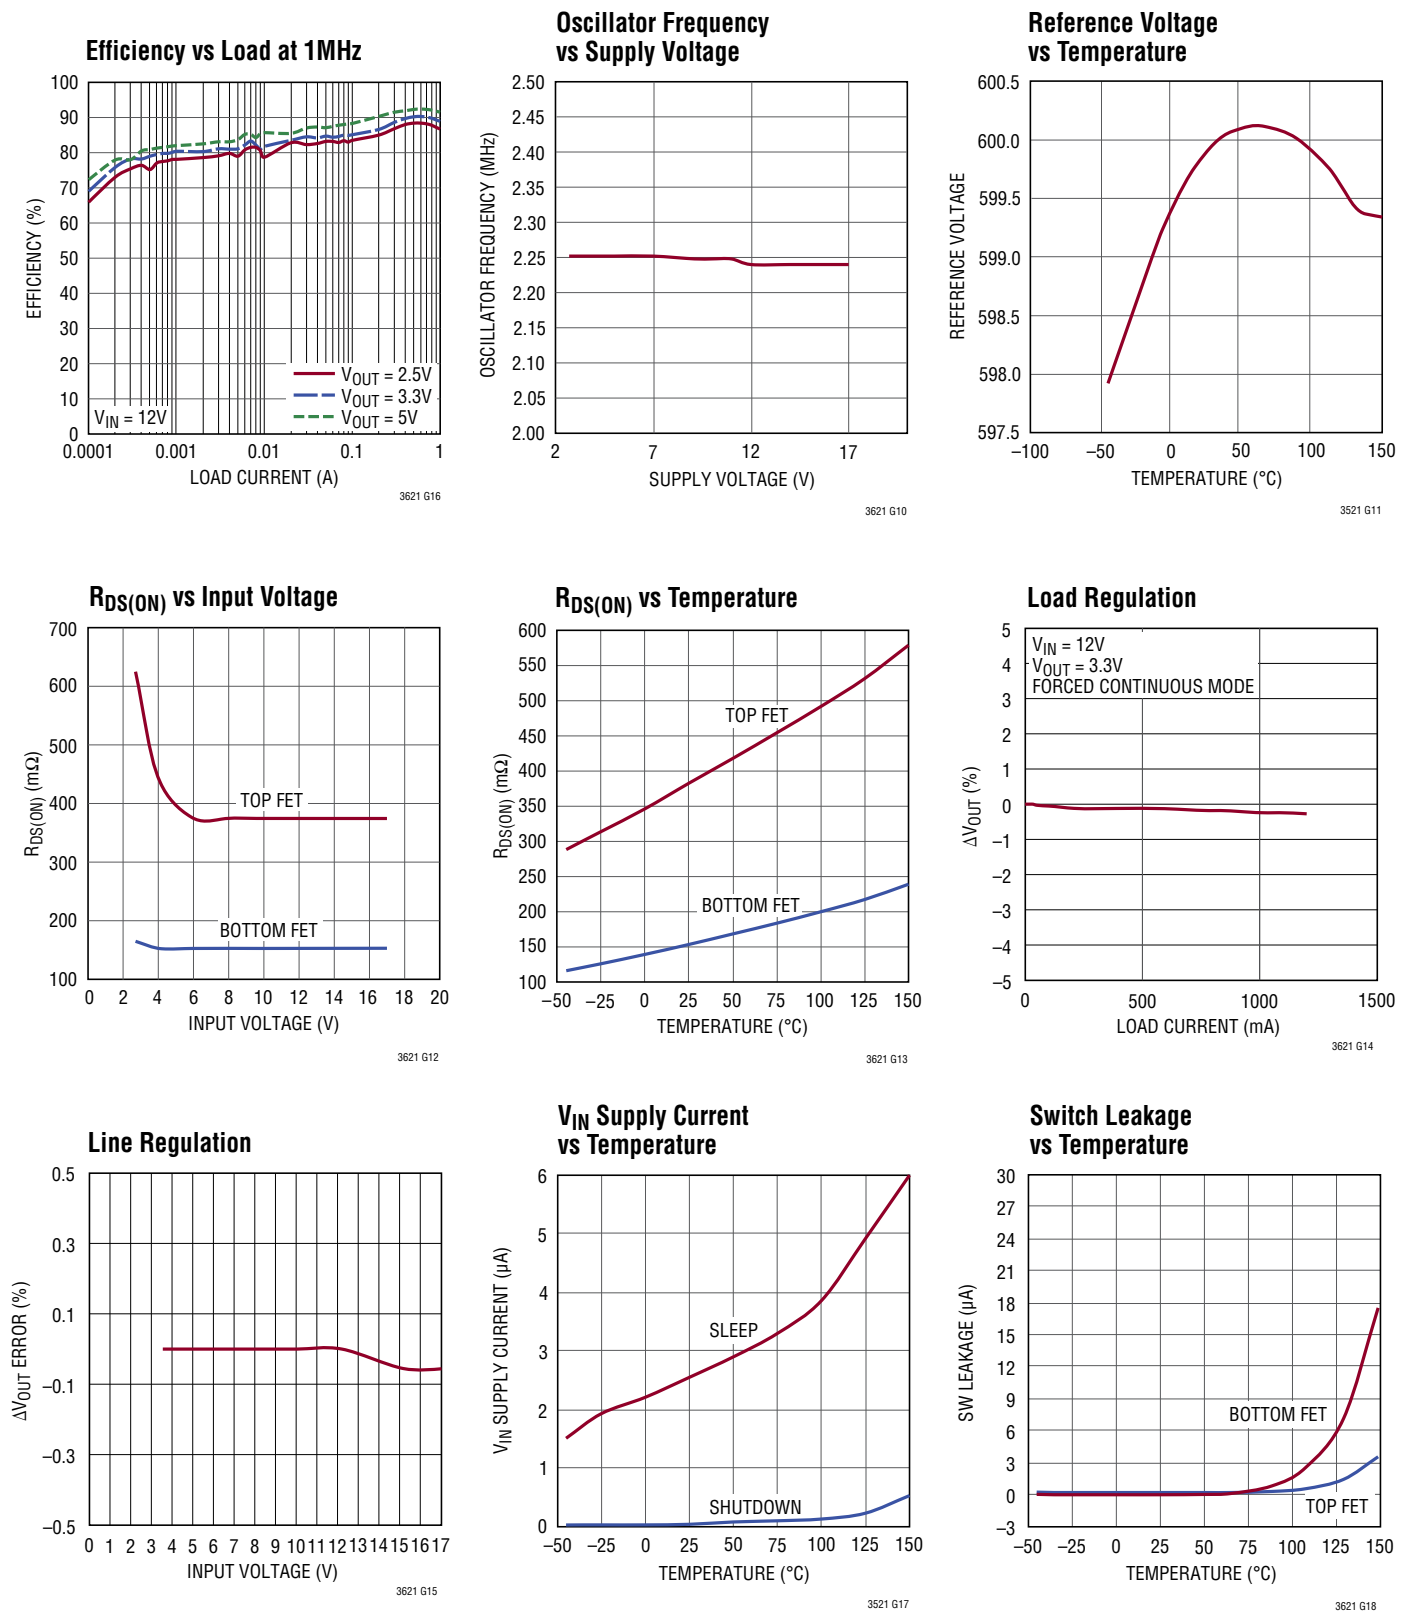 Efficiency vs Load at 1MHz
100
90
80
70
60
50
40
30
20
10
0
EFFICIENCY (%)
VIN = 12V
VOUT = 2.5V
VOUT = 3.3V
VOUT = 5V
0.0001 0.001 0.01 0.1 1
LOAD CURRENT (A)
3621 G16
Oscillator Frequency
vs Supply Voltage
2.50
2.45
2.40
2.35
2.30
2.25
2.20
2.15
2.10
2.05
2.00
OSCILLATOR FREQUENCY (MHz)
2 7 12 17
SUPPLY VOLTAGE (V)
3621 G10
Reference Voltage
vs Temperature
600.5
600.0
599.5
599.0
598.5
598.0
597.5
REFERENCE VOLTAGE
–100 –50 0 50 100 150
TEMPERATURE (°C)
3521 G11
RDS(ON) vs Input Voltage
700
600
500
400
300
200
100
RDS(ON) (mΩ)
TOP FET
BOTTOM FET
0 2 4 6 8 10 12 14 16 18 20
INPUT VOLTAGE (V)
3621 G12
RDS(ON) vs Temperature
600
550
500
450
400
350
300
250
200
150
100
RDS(ON) (mΩ)
TOP FET
BOTTOM FET
–50 –25 0 25 50 75 100 125 150
TEMPERATURE (°C)
3621 G13
Load Regulation
5
4
3
2
1
0
–1
–2
–3
–4
–5
ΔVOUT (%)
VIN = 12V
VOUT = 3.3V
FORCED CONTINUOUS MODE
0 500 1000 1500
LOAD CURRENT (mA)
3621 G14
Line Regulation
0.5
0.3
0.1
–0.1
–0.3
–0.5
ΔVOUT ERROR (%)
0 1 2 3 4 5 6 7 8 9 10 11 12 13 14 15 16 17
INPUT VOLTAGE (V)
3621 G15
VIN Supply Current
vs Temperature
6
5
4
3
2
1
0
VIN SUPPLY CURRENT (µA)
SLEEP
SHUTDOWN
–50 –25 0 25 50 75 100 125 150
TEMPERATURE (°C)
3521 G17
Switch Leakage
vs Temperature
30
27
24
21
18
15
12
9
6
3
0
–3
SW LEAKAGE (µA)
BOTTOM FET
TOP FET
–50 –25 0 25 50 75 100 125 150
TEMPERATURE (°C)
3621 G18